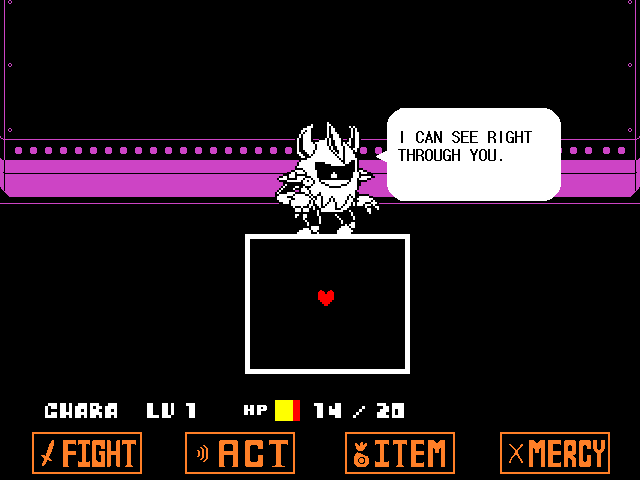 I CAN SEE RIGHT
THROUGH YOU.
CHARA LV 1 HP 14 / 20
FIGHT ACT ITEM MERCY